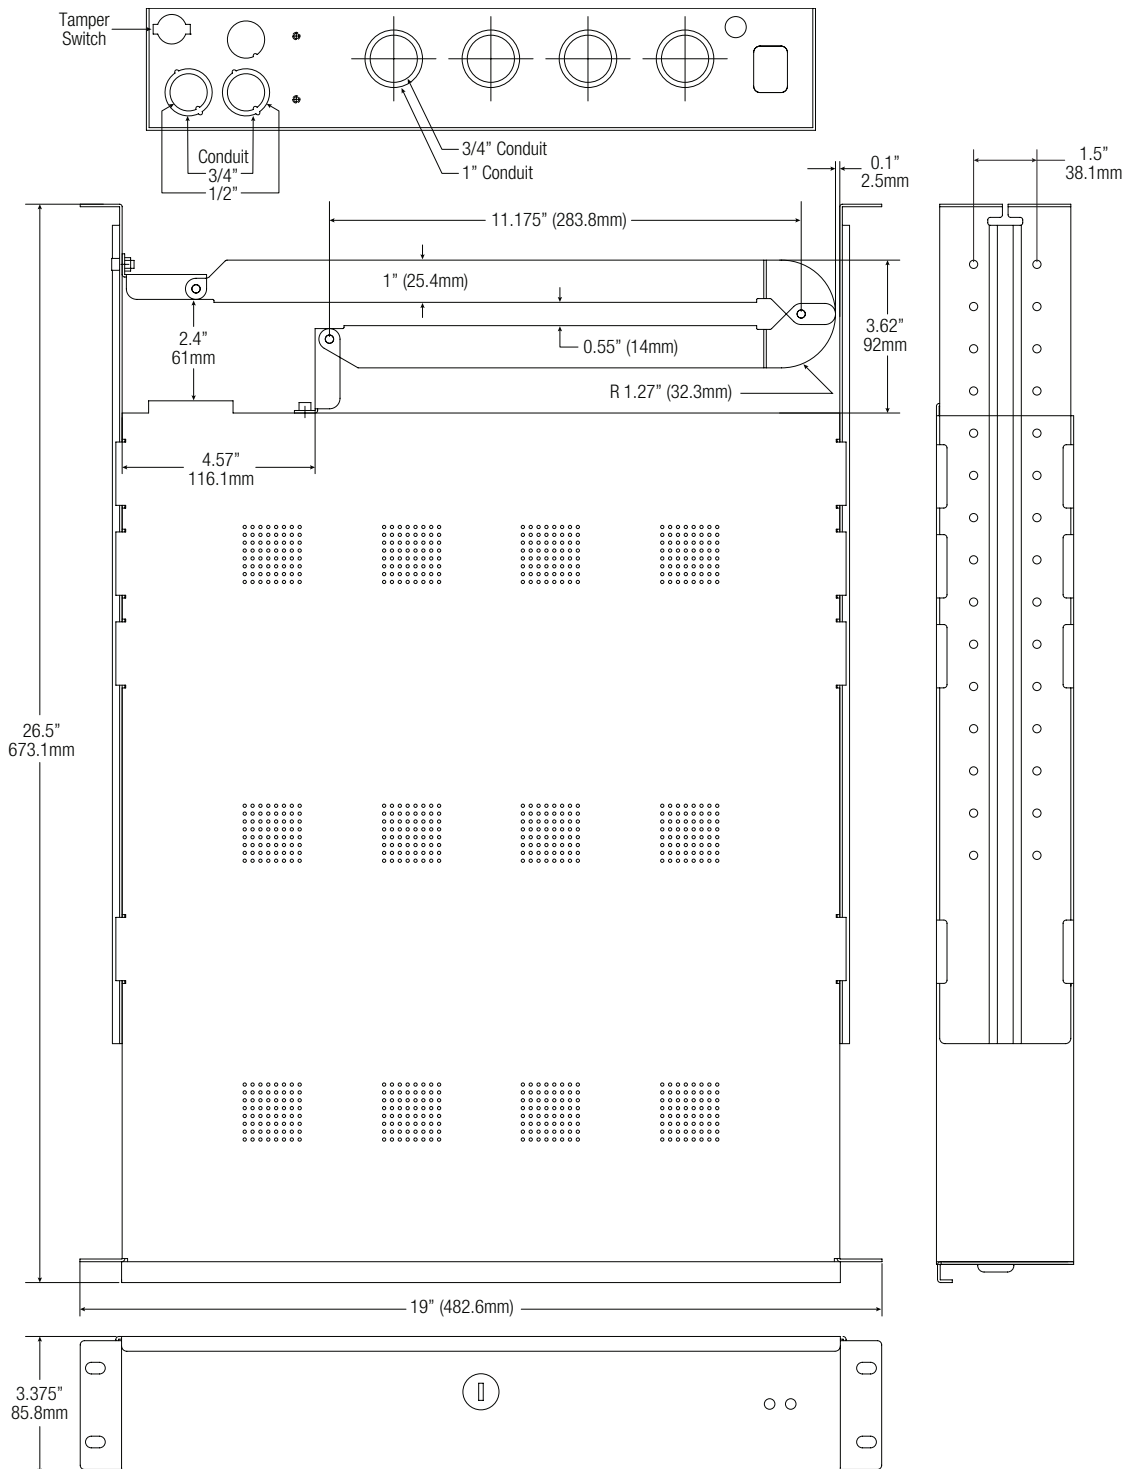 Tamper
Switch
Conduit
3/4”
1/2”
3/4” Conduit
1” Conduit
0.1”
2.5mm
1.5”
38.1mm
11.175” (283.8mm)
1” (25.4mm)
2.4”
61mm
0.55” (14mm)
3.62”
92mm
R 1.27” (32.3mm)
4.57”
116.1mm
26.5”
673.1mm
19” (482.6mm)
3.375”
85.8mm